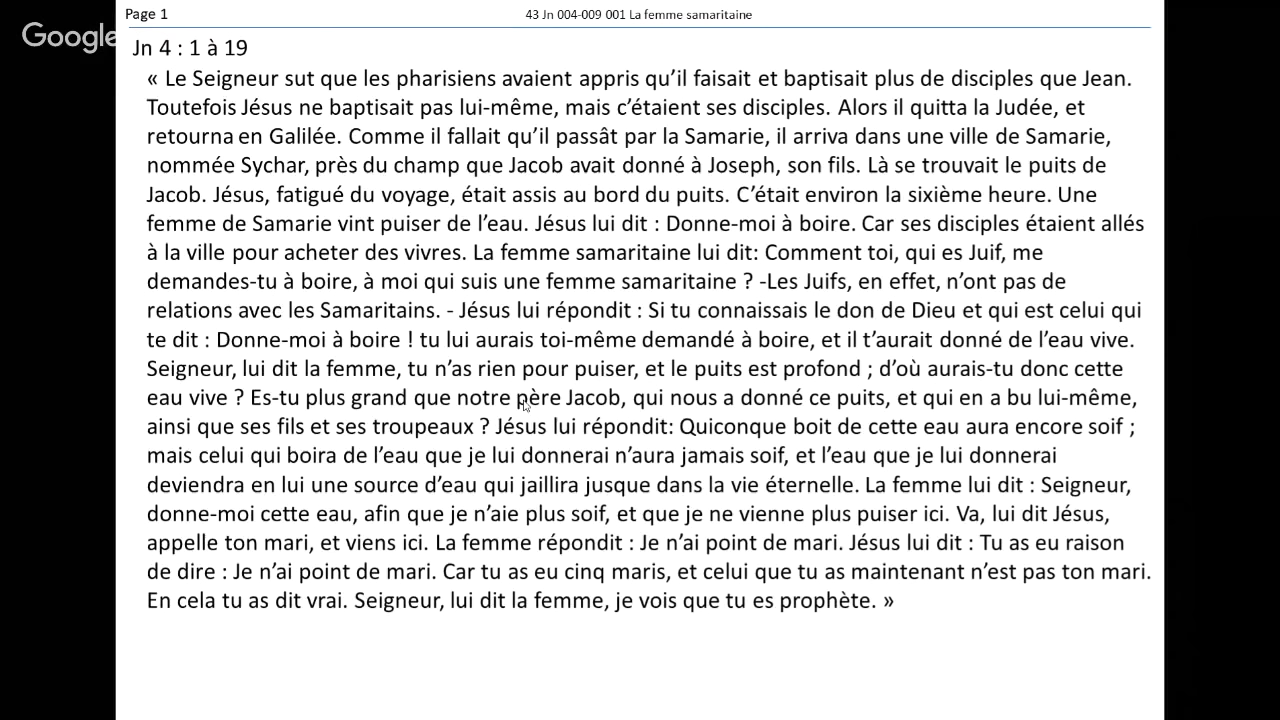 Page 1
43 Jn 004-009 001 La femme samaritaine
Google
Jn 4 : 1 à 19
« Le Seigneur sut que les pharisiens avaient appris qu’il faisait et baptisait plus de disciples que Jean.
Toutefois Jésus ne baptisait pas lui-même, mais c’étaient ses disciples. Alors il quitta la Judée, et
retourna en Galilée. Comme il fallait qu’il passât par la Samarie, il arriva dans une ville de Samarie,
nommée Sychar, près du champ que Jacob avait donné à Joseph, son fils. Là se trouvait le puits de
Jacob. Jésus, fatigué du voyage, était assis au bord du puits. C’était environ la sixième heure. Une
femme de Samarie vint puiser de l’eau. Jésus lui dit : Donne-moi à boire. Car ses disciples étaient allés
à la ville pour acheter des vivres. La femme samaritaine lui dit: Comment toi, qui es Juif, me
demandes-tu à boire, à moi qui suis une femme samaritaine ? -Les Juifs, en effet, n’ont pas de
relations avec les Samaritains. - Jésus lui répondit : Si tu connaissais le don de Dieu et qui est celui qui
te dit : Donne-moi à boire ! tu lui aurais toi-même demandé à boire, et il t’aurait donné de l’eau vive.
Seigneur, lui dit la femme, tu n’as rien pour puiser, et le puits est profond ; d’où aurais-tu donc cette
eau vive ? Es-tu plus grand que notre père Jacob, qui nous a donné ce puits, et qui en a bu lui-même,
ainsi que ses fils et ses troupeaux ? Jésus lui répondit: Quiconque boit de cette eau aura encore soif ;
mais celui qui boira de l’eau que je lui donnerai n’aura jamais soif, et l’eau que je lui donnerai
deviendra en lui une source d’eau qui jaillira jusque dans la vie éternelle. La femme lui dit : Seigneur,
donne-moi cette eau, afin que je n’aie plus soif, et que je ne vienne plus puiser ici. Va, lui dit Jésus,
appelle ton mari, et viens ici. La femme répondit : Je n’ai point de mari. Jésus lui dit : Tu as eu raison
de dire : Je n’ai point de mari. Car tu as eu cinq maris, et celui que tu as maintenant n’est pas ton mari.
En cela tu as dit vrai. Seigneur, lui dit la femme, je vois que tu es prophète. »